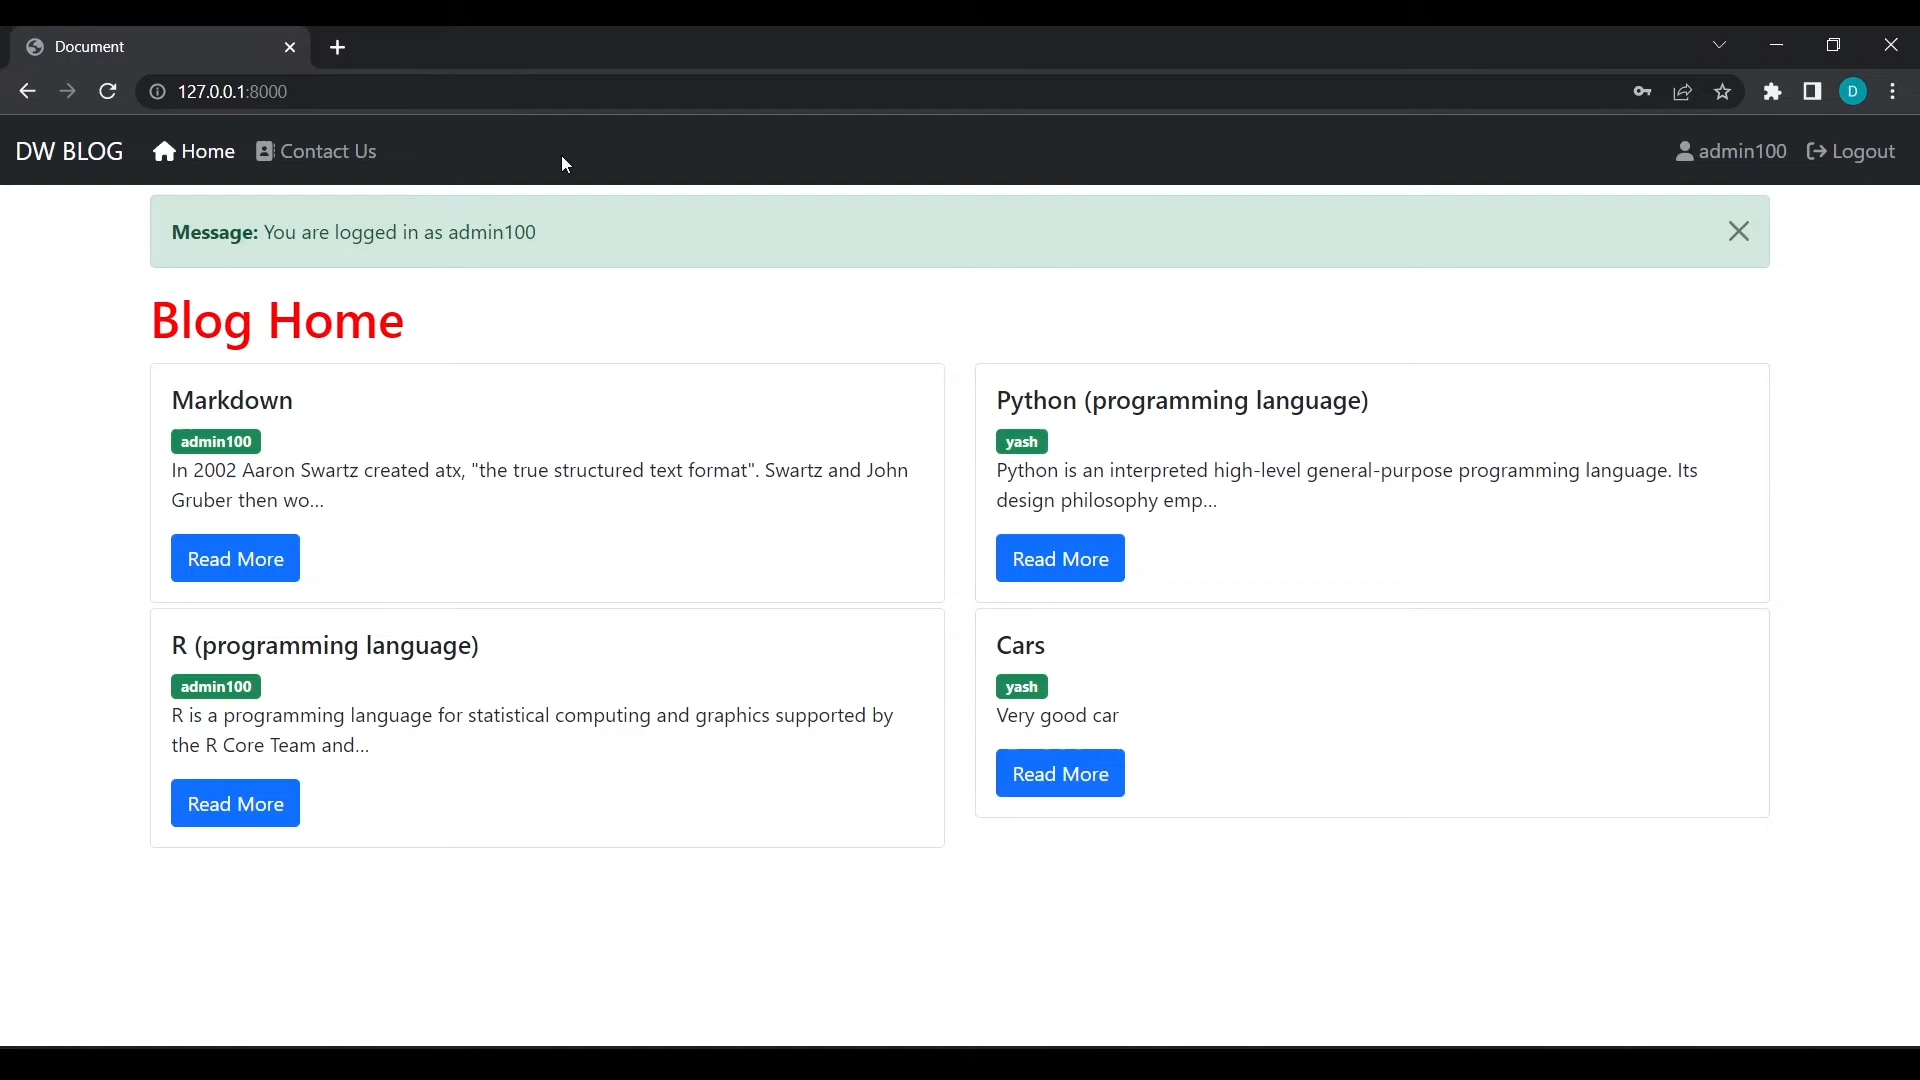 Document
127.0.0.1:8000
D
DW BLOG Home Contact Us admin100 Logout
Message: You are logged in as admin100
Blog Home
Markdown
admin100
In 2002 Aaron Swartz created atx, "the true structured text format". Swartz and John
Gruber then wo...
Read More
Python (programming language)
yash
Python is an interpreted high-level general-purpose programming language. Its
design philosophy emp...
Read More
R (programming language)
admin100
R is a programming language for statistical computing and graphics supported by
the R Core Team and...
Read More
Cars
yash
Very good car
Read More